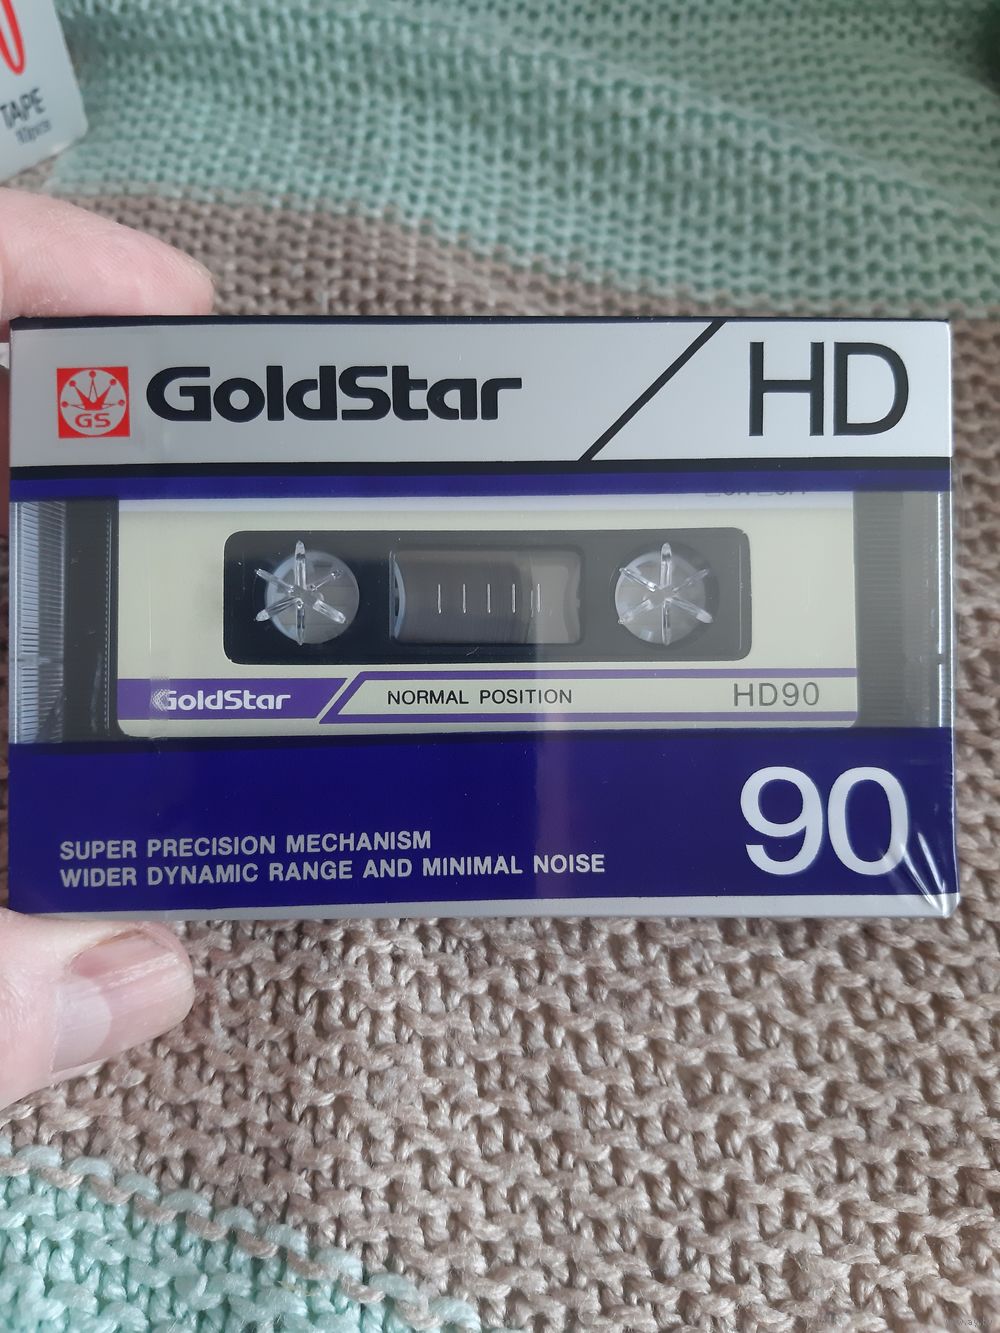 TAPE
GS
GoldStar
HD
GoldStar
NORMAL POSITION
HD90
90
SUPER PRECISION MECHANISM
WIDER DYNAMIC RANGE AND MINIMAL NOISE